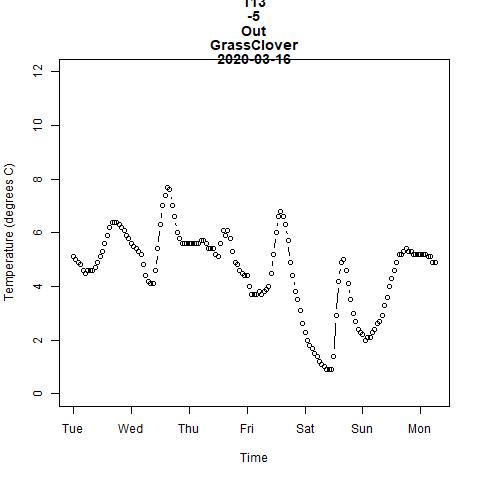 113
-5
Out
GrassClover
2020-03-16
Temperature (degrees C)
12
10
8
6
4
2
0
Tue Wed Thu Fri Sat Sun Mon
Time